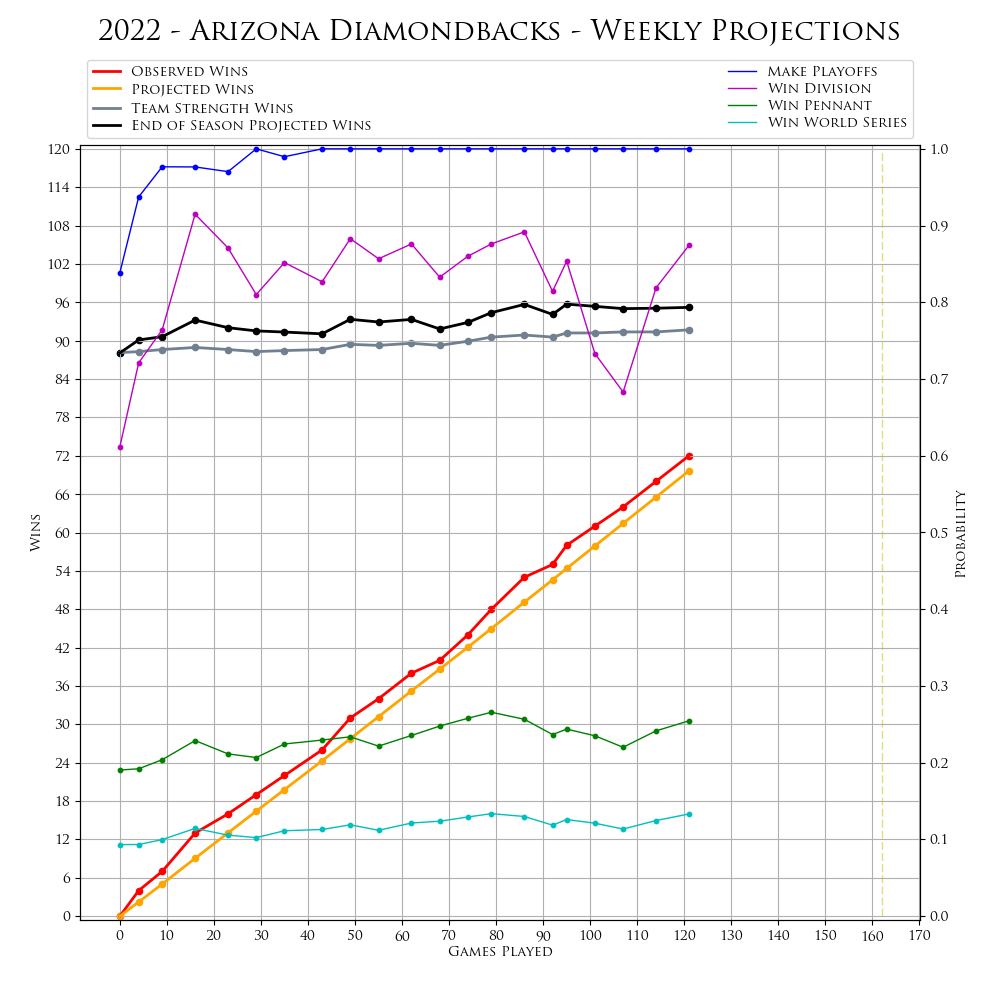 2022 - Arizona Diamondbacks - Weekly Projections
Observed Wins
Projected Wins
Team Strength Wins
End of Season Projected Wins
Make Playoffs
Win Division
Win Pennant
Win World Series
120
114
108
102
96
90
84
78
72
66
60
54
48
42
36
30
24
18
12
6
0
Wins
1.0
0.9
0.8
0.7
0.6
0.5
0.4
0.3
0.2
0.1
0.0
Probability
0 10 20 30 40 50 60 70 80 90 100 110 120 130 140 150 160 170
Games Played